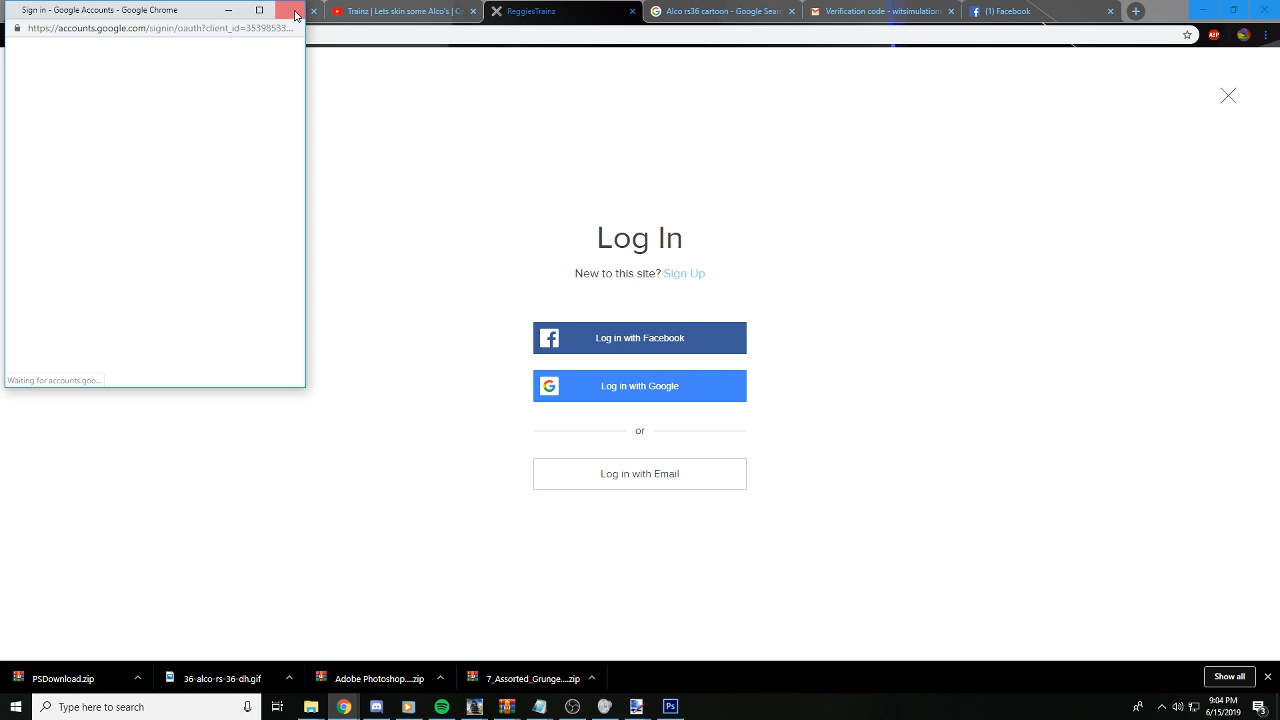 Sign in - Google Accounts - Google Chrome
https://accounts.google.com/signin/oauth?client_id=35398533...
Trainz | Lets skin some Alco's | C
ReggiesTrainz
Alco rs36 cartoon - Google Sear
Verification code - witsimulation
(1) Facebook
ABP
Log In
New to this site? Sign Up
Log in with Facebook
Log in with Google
or
Log in with Email
Waiting for accounts.goo...
PSDownload.zip
36-alco-rs-36-dh.gif
Adobe Photoshop....zip
7_Assorted_Grunge....zip
Show all
Type here to search
Ps
9:04 PM
6/15/2019
3